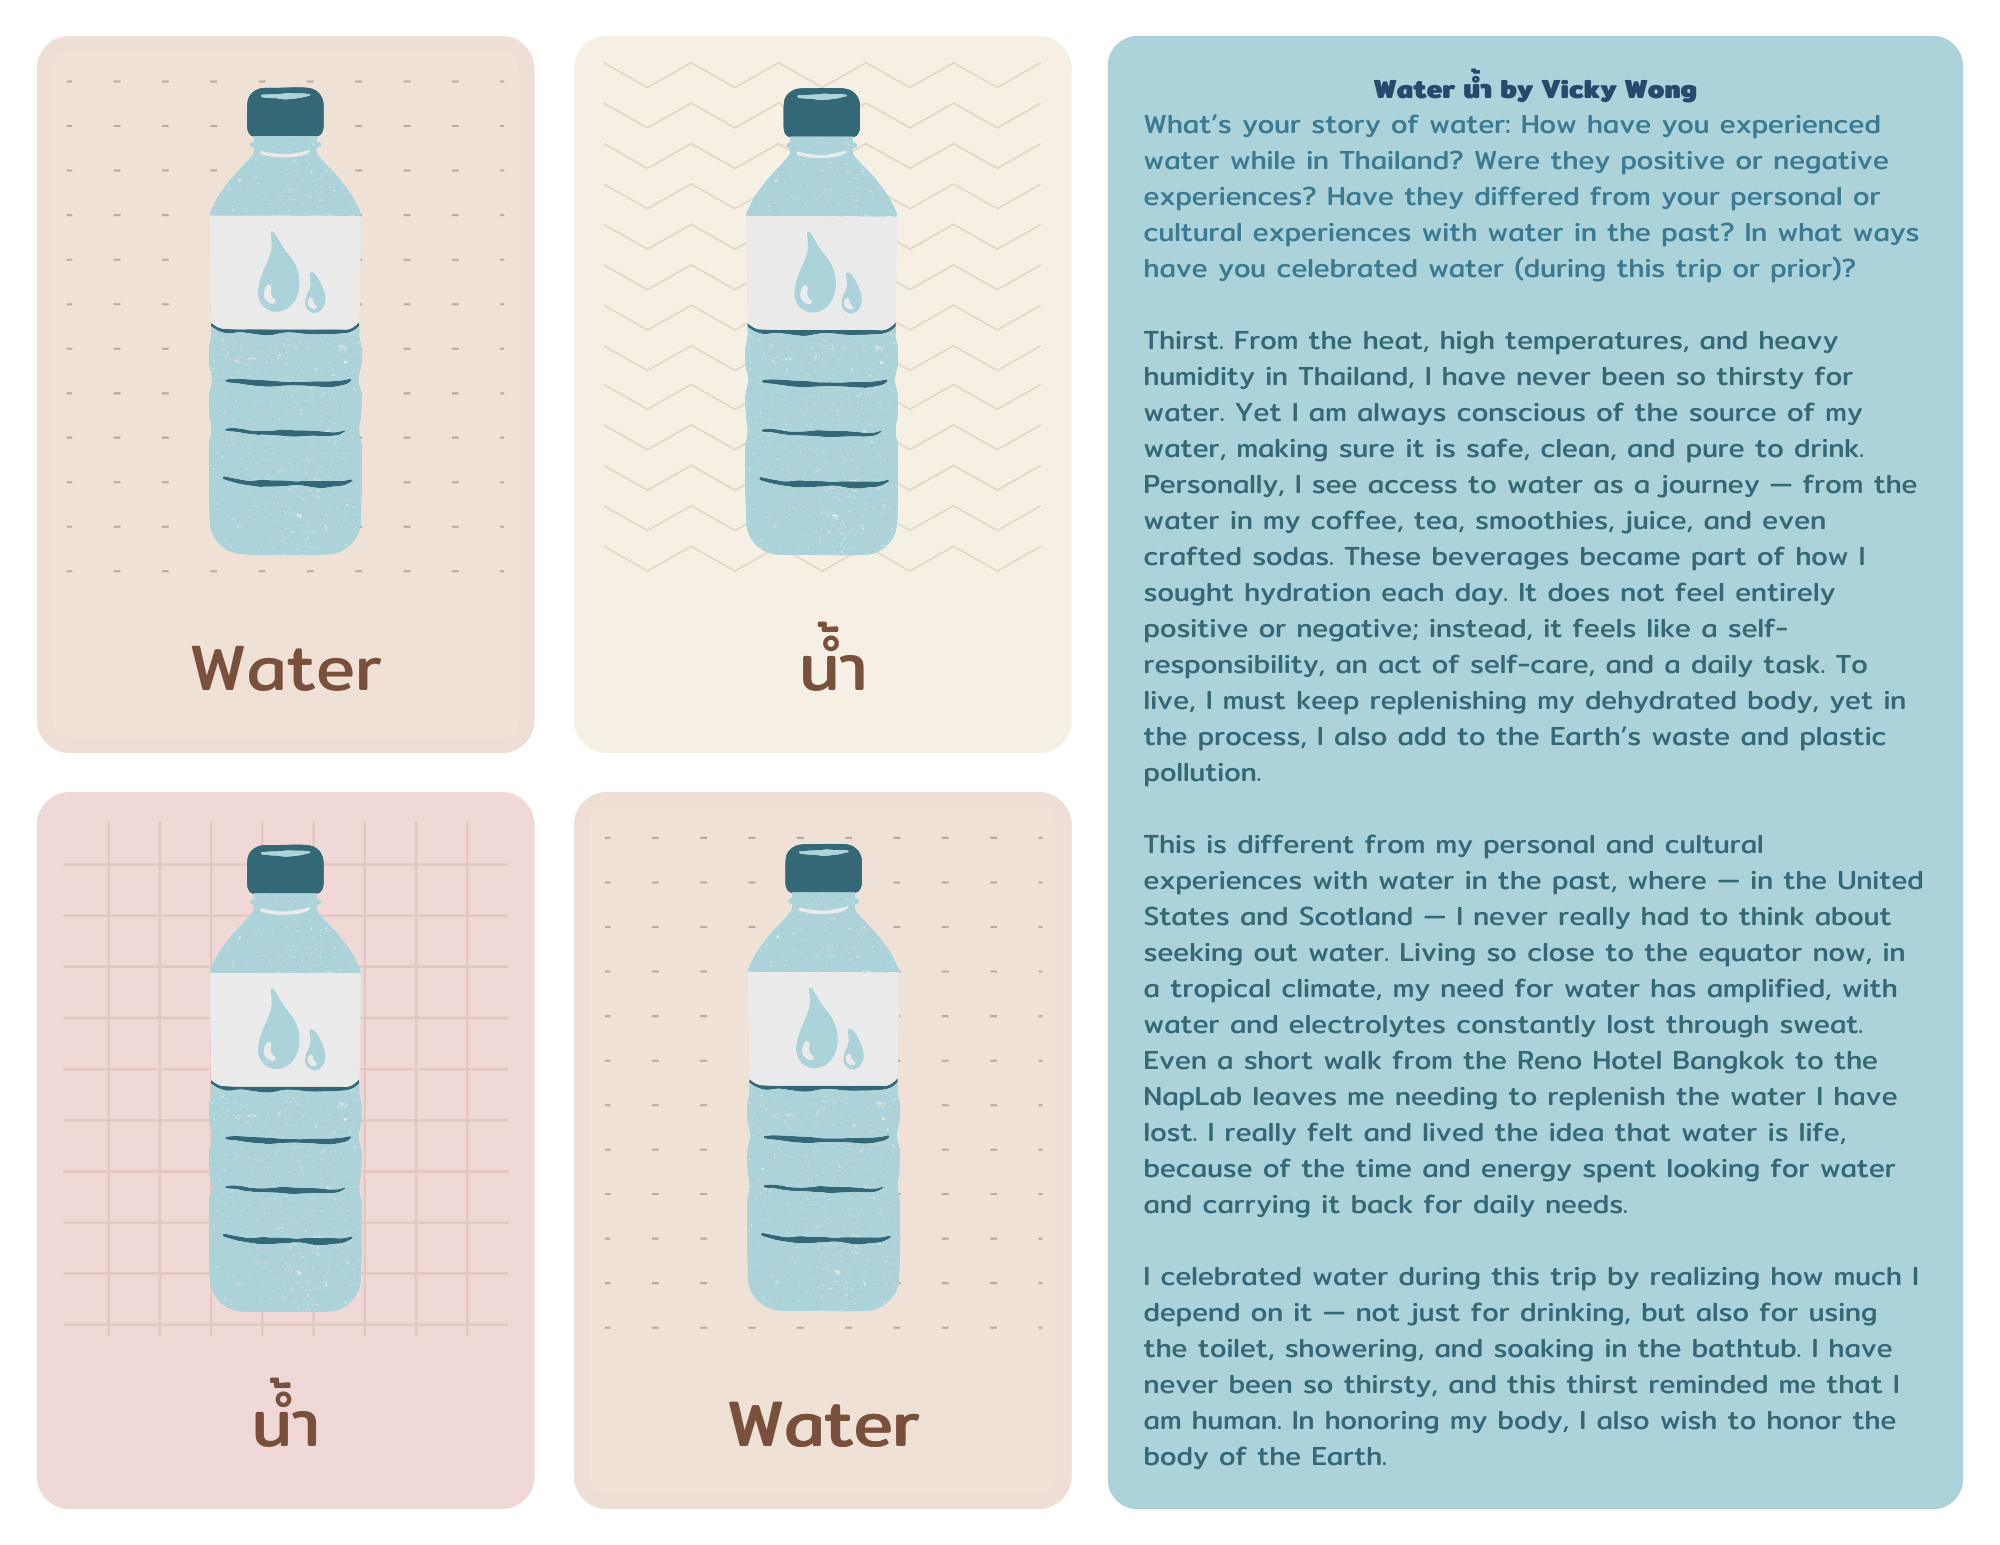 Water
น้ำ
น้ำ
Water
Water น้ำ by Vicky Wong
What's your story of water: How have you experienced
water while in Thailand? Were they positive or negative
experiences? Have they differed from your personal or
cultural experiences with water in the past? In what ways
have you celebrated water (during this trip or prior)?
Thirst. From the heat, high temperatures, and heavy
humidity in Thailand, I have never been so thirsty for
water. Yet I am always conscious of the source of my
water, making sure it is safe, clean, and pure to drink.
Personally, I see access to water as a journey — from the
water in my coffee, tea, smoothies, juice, and even
crafted sodas. These beverages became part of how I
sought hydration each day. It does not feel entirely
positive or negative; instead, it feels like a self-
responsibility, an act of self-care, and a daily task. To
live, I must keep replenishing my dehydrated body, yet in
the process, I also add to the Earth's waste and plastic
pollution.
This is different from my personal and cultural
experiences with water in the past, where — in the United
States and Scotland — I never really had to think about
seeking out water. Living so close to the equator now, in
a tropical climate, my need for water has amplified, with
water and electrolytes constantly lost through sweat.
Even a short walk from the Reno Hotel Bangkok to the
NapLab leaves me needing to replenish the water I have
lost. I really felt and lived the idea that water is life,
because of the time and energy spent looking for water
and carrying it back for daily needs.
I celebrated water during this trip by realizing how much I
depend on it — not just for drinking, but also for using
the toilet, showering, and soaking in the bathtub. I have
never been so thirsty, and this thirst reminded me that I
am human. In honoring my body, I also wish to honor the
body of the Earth.